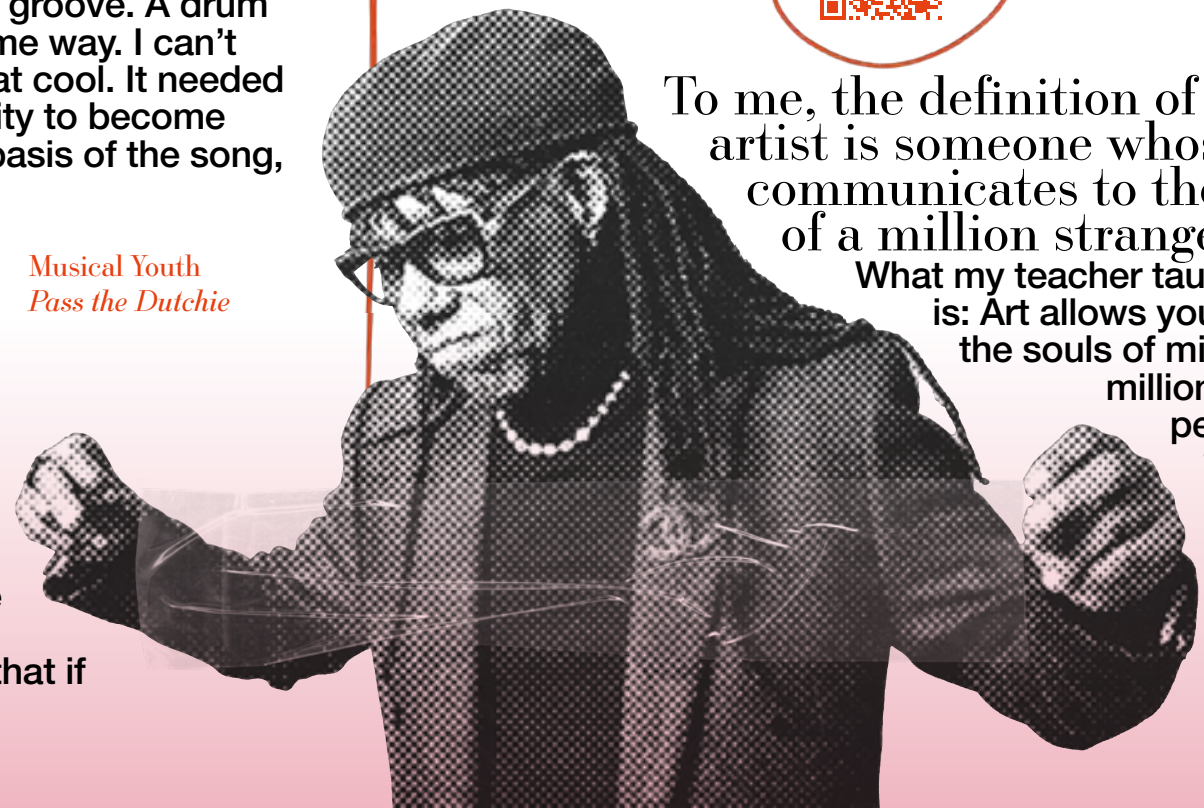 groove. A drum
me way. I can’t
at cool. It needed
ity to become
basis of the song,
Musical Youth
Pass the Dutchie
that if
To me, the definition of
artist is someone whos
communicates to the
of a million strange
What my teacher tau
is: Art allows you
the souls of mi
million
pe